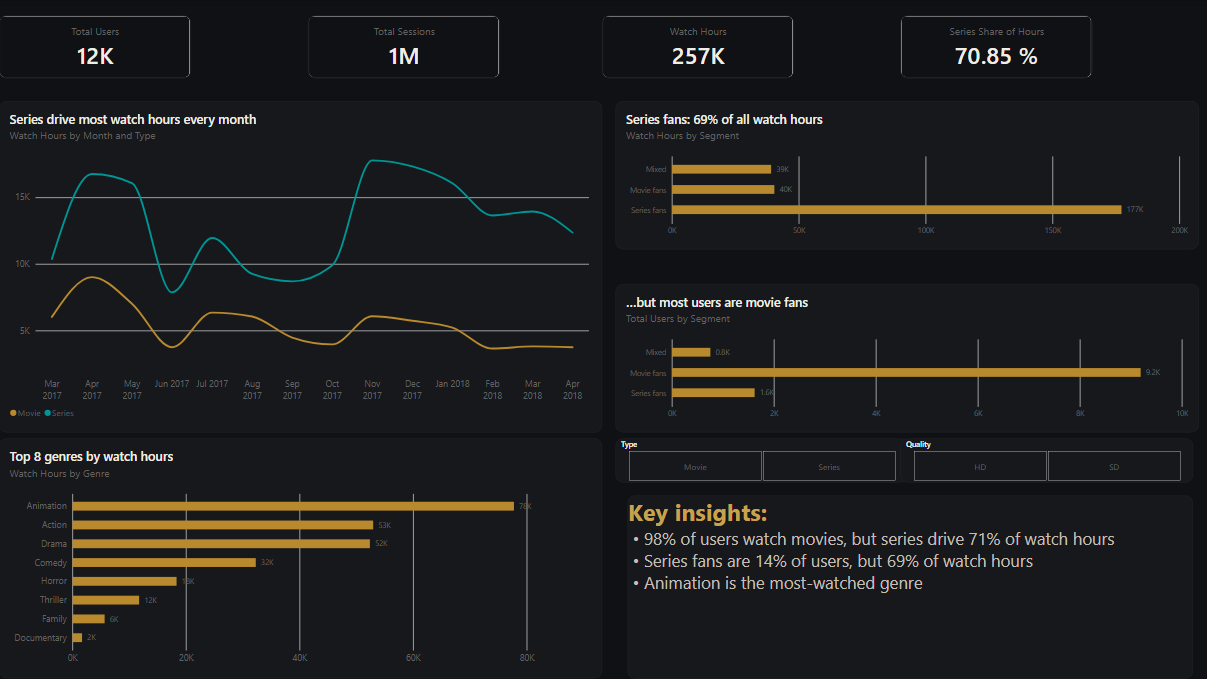 Total Users
12K
Total Sessions
1M
Watch Hours
257K
Series Share of Hours
70.85 %
Series drive most watch hours every month
Watch Hours by Month and Type
15K
10K
5K
Mar 2017
Apr 2017
May 2017
Jun 2017
Jul 2017
Aug 2017
Sep 2017
Oct 2017
Nov 2017
Dec 2017
Jan 2018
Feb 2018
Mar 2018
Apr 2018
Movie Series
Series fans: 69% of all watch hours
Watch Hours by Segment
Mixed 39K
Movie fans 40K
Series fans 177K
0K 50K 100K 150K 200K
...but most users are movie fans
Total Users by Segment
Mixed 0.8K
Movie fans 9.2K
Series fans 1.6K
0K 2K 4K 6K 8K 10K
Top 8 genres by watch hours
Watch Hours by Genre
Animation
Action 53K
Drama 52K
Comedy 32K
Horror
Thriller 12K
Family 6K
Documentary 2K
0K 20K 40K 60K 80K
Type
Movie Series
Quality
HD SD
Key insights:
• 98% of users watch movies, but series drive 71% of watch hours
• Series fans are 14% of users, but 69% of watch hours
• Animation is the most-watched genre